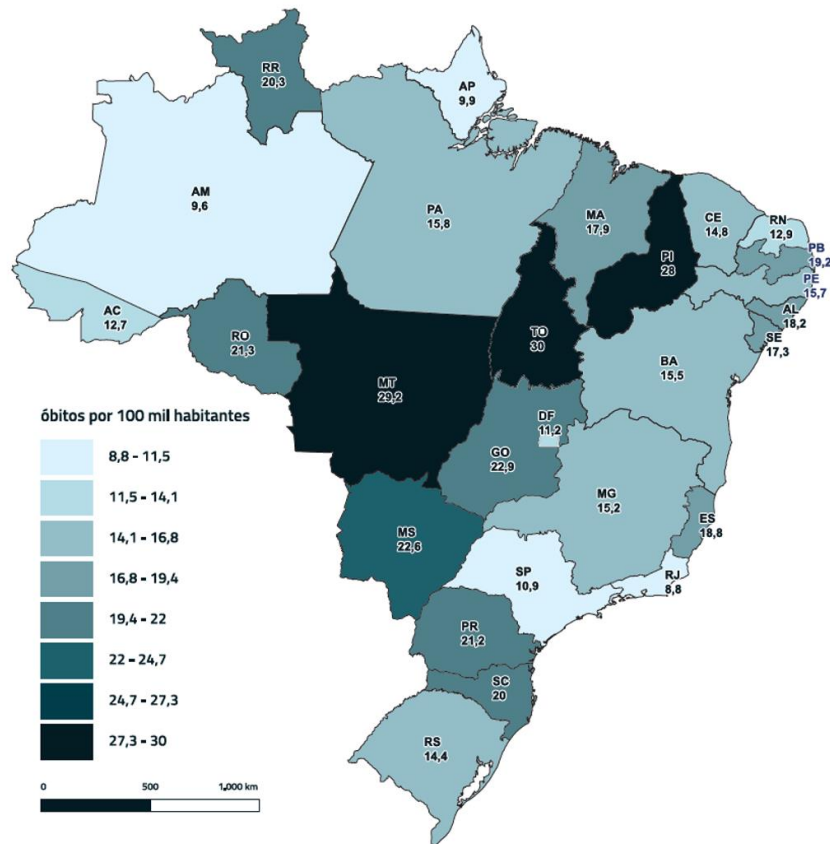 RR
20,3
AP
9,9
AM
9,6
PA
15,8
MA
17,9
CE
14,8
RN
12,9
PB
19,2
PI
28
PE
15,7
AC
12,7
AL
18,2
SE
17,3
RO
21,3
TO
30
BA
15,5
MT
29,2
DF
11,2
GO
22,9
MG
15,2
ES
18,8
MS
22,6
SP
10,9
RJ
8,8
PR
21,2
SC
20
RS
14,4
óbitos por 100 mil habitantes
8,8 - 11,5
11,5 - 14,1
14,1 - 16,8
16,8 - 19,4
19,4 - 22
22 - 24,7
24,7 - 27,3
27,3 - 30
0 500 1,000 km